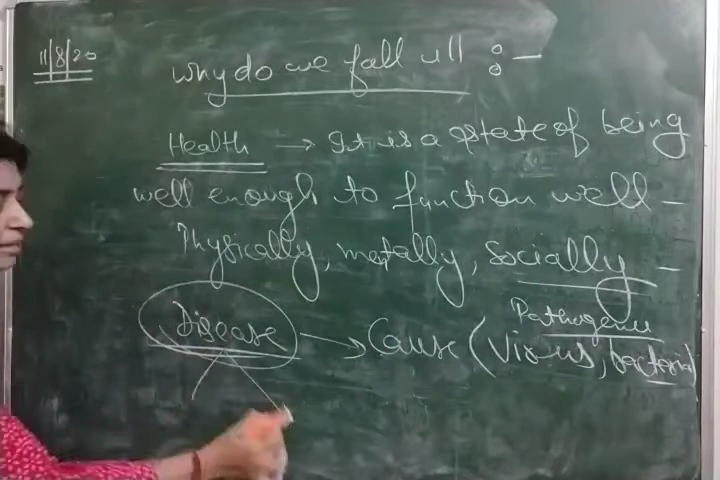 11/8/20
Why do we fall ill :-
Health → It is a state of being
well enough to function well -
Physically, mentally, Socially -
Pathogens
Disease → Cause (Virus, bacteria)